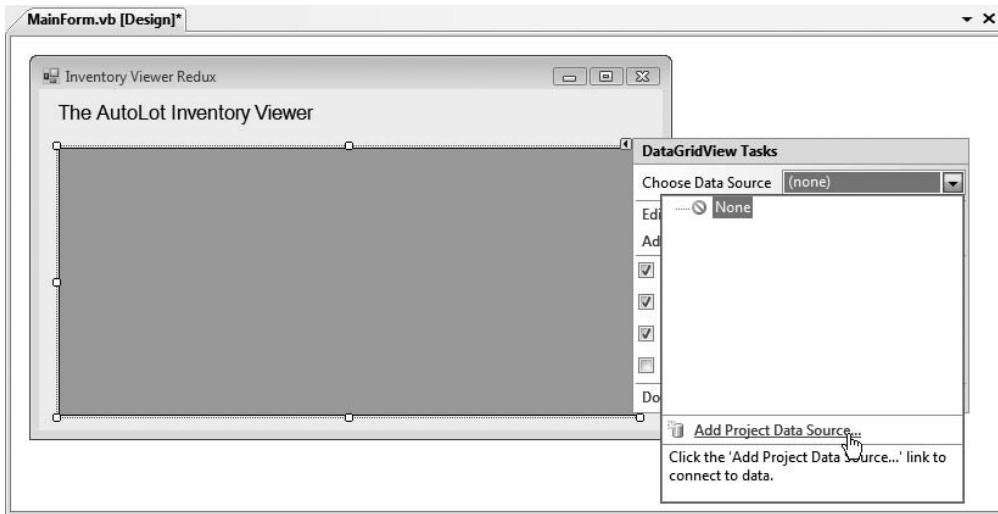 MainForm.vb [Design]*
Inventory Viewer Redux
The AutoLot Inventory Viewer
DataGridView Tasks
Choose Data Source (none)
None
Edi
Ad
Do
Add Project Data Source...
Click the 'Add Project Data Source...' link to
connect to data.